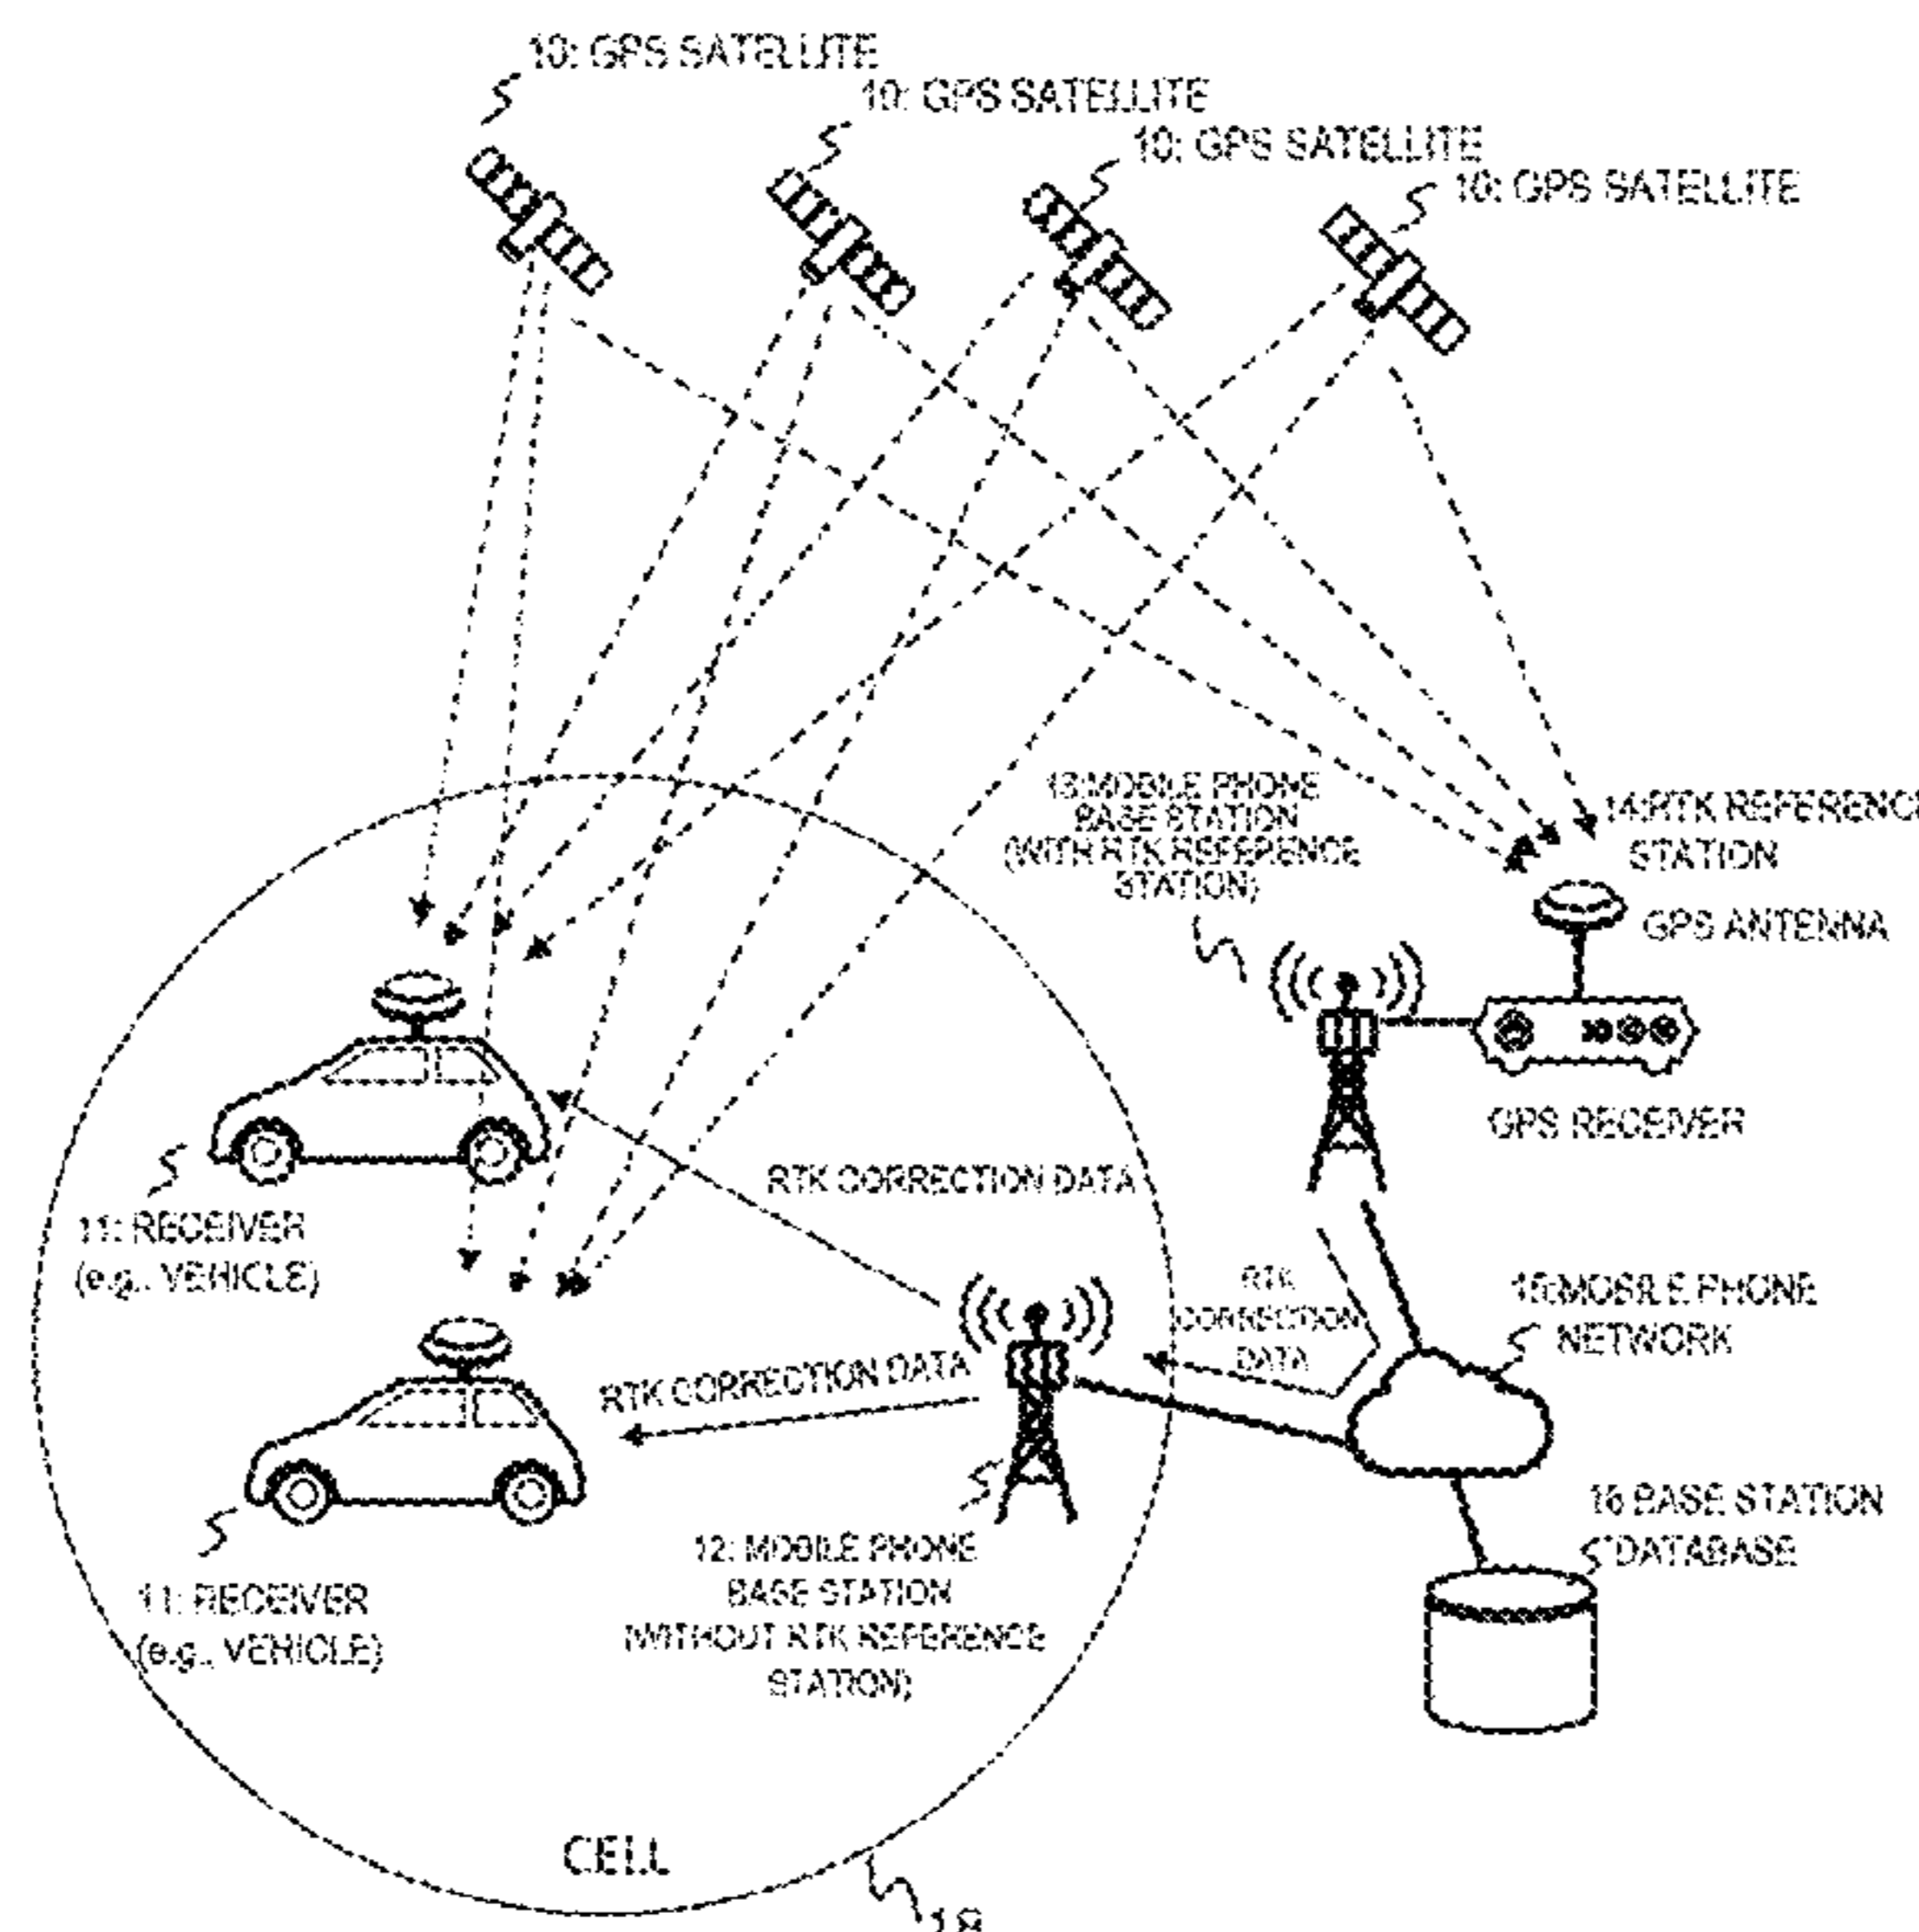 10: GPS SATELLITE
10: GPS SATELLITE
10: GPS SATELLITE
10: GPS SATELLITE
13:MOBILE PHONE
BASE STATION
(WITH RTK REFERENCE
STATION)
14:RTK REFERENCE
STATION
GPS ANTENNA
GPS RECEIVER
RTK CORRECTION DATA
11: RECEIVER
(e.g., VEHICLE)
RTK
CORRECTION
DATA
15:MOBILE PHONE
NETWORK
RTK CORRECTION DATA
16:BASE STATION
DATABASE
12: MOBILE PHONE
BASE STATION
(WITHOUT RTK REFERENCE
STATION)
11: RECEIVER
(e.g., VEHICLE)
CELL
18